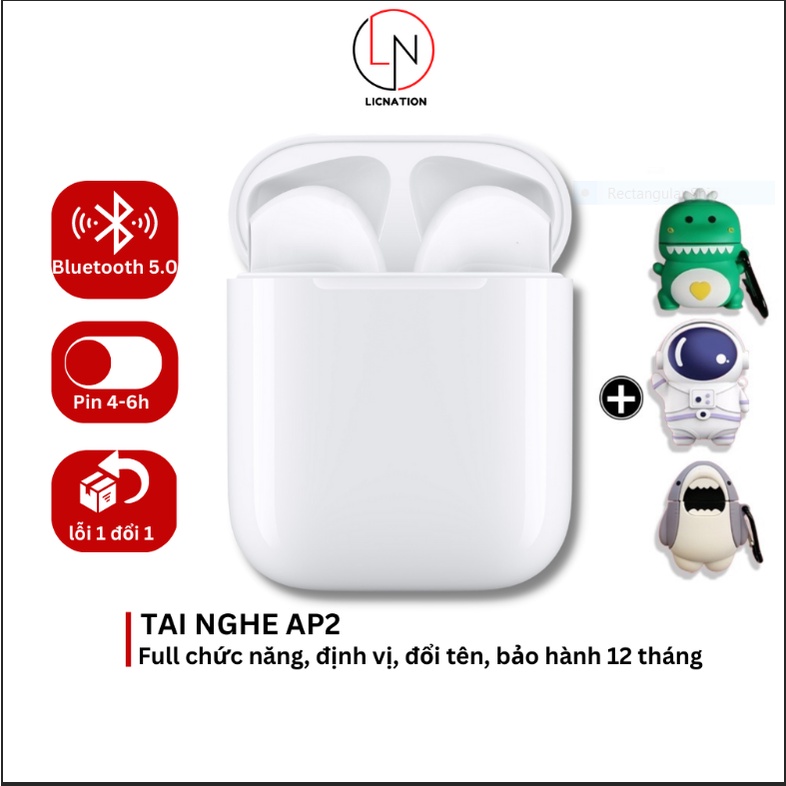 LN
LICNATION
Bluetooth 5.0
Rectangula
Pin 4-6h
lỗi 1 đổi 1
TAI NGHE AP2
Full chức năng, định vị, đổi tên, bảo hành 12 tháng